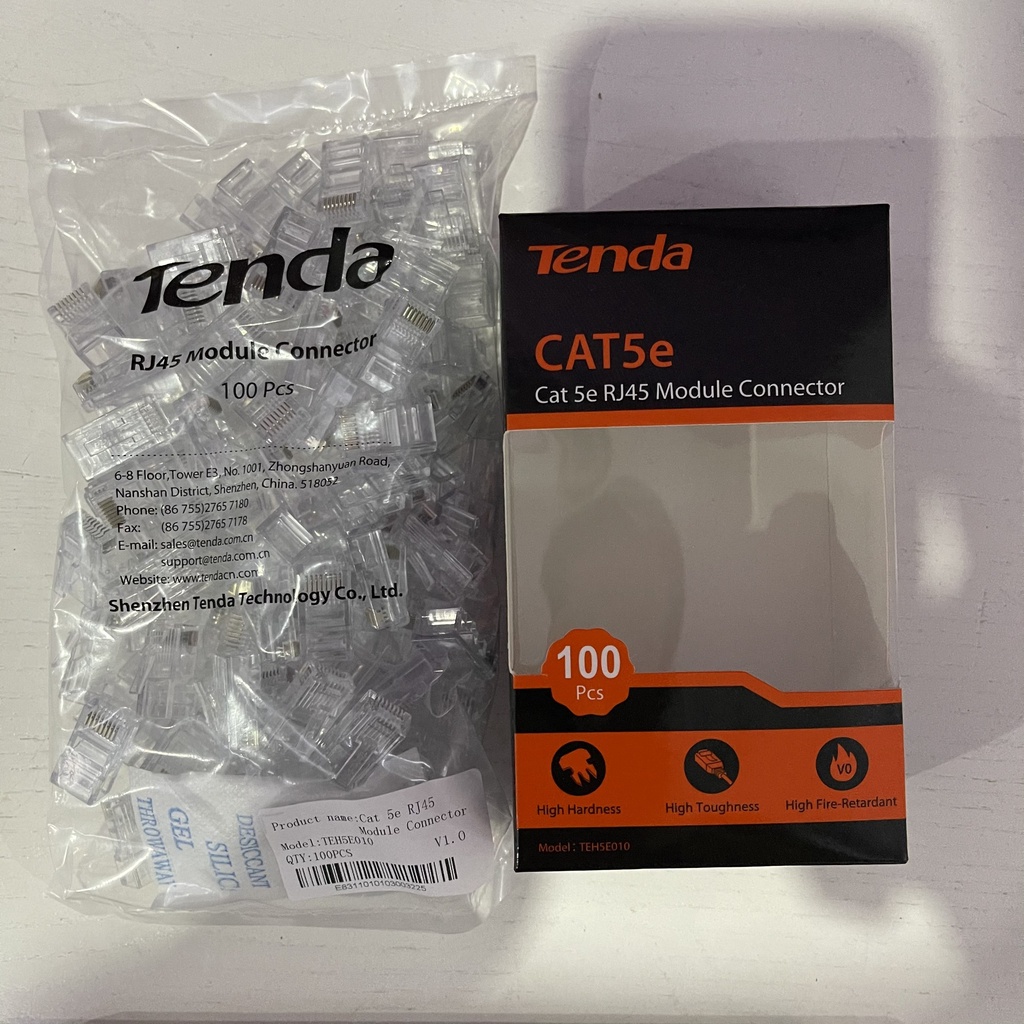 Tenda
RJ45 Module Connector
100 Pcs
6-8 Floor,Tower E3, No. 1001, Zhongshanyuan Road,
Nanshan District, Shenzhen, China. 518052
Phone: (86 755)2765 7180
Fax: (86 755)2765 7178
E-mail: sales@tenda.com.cn
support@tenda.com.cn
Website: www.tendacn.com
Shenzhen Tenda Technology Co., Ltd.
THROWAWA
GEL
SILIC
DESICCANT
Product name:Cat 5e RJ45
Module Connector
Model:TEH5E010
V1.0
QTY:100PCS
E8311010103003225
Tenda
CAT5e
Cat 5e RJ45 Module Connector
100
Pcs
V0
High Hardness
High Toughness
High Fire-Retardant
Model: TEH5E010